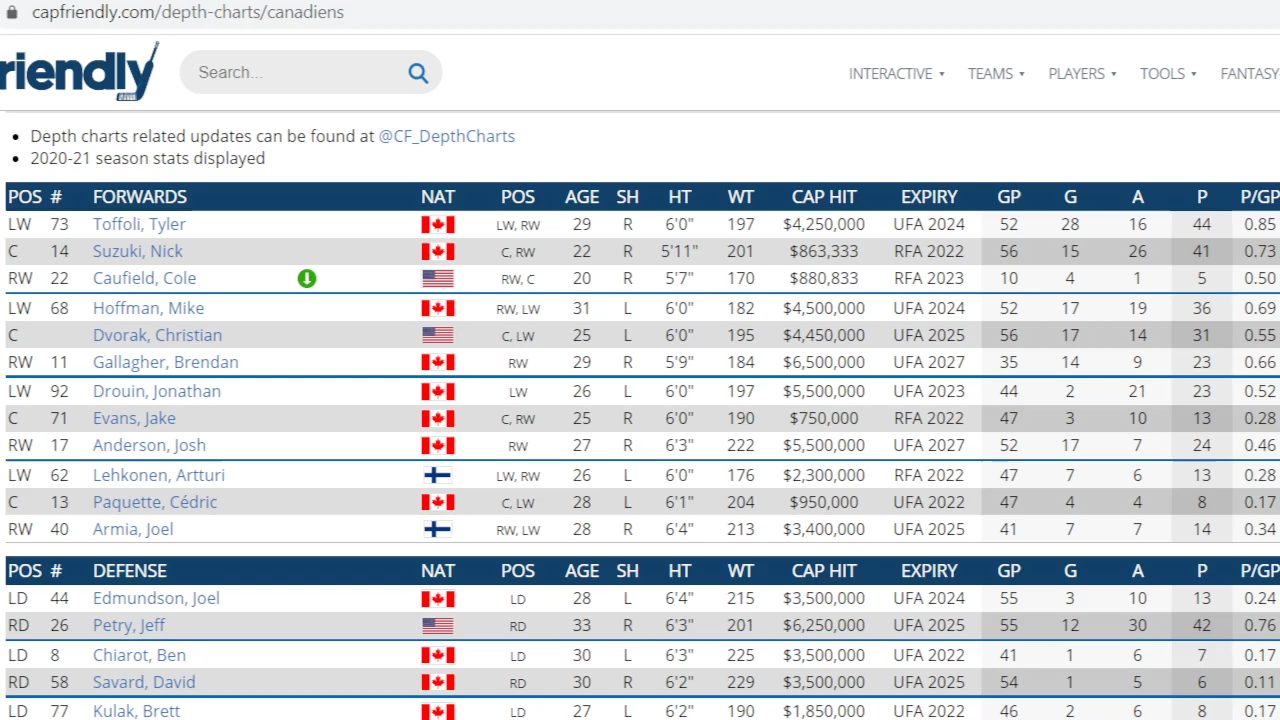 capfriendly.com/depth-charts/canadiens
riendly
Search...
INTERACTIVE TEAMS PLAYERS TOOLS FANTASY
Depth charts related updates can be found at @CF_DepthCharts
2020-21 season stats displayed
POS # FORWARDS NAT POS AGE SH HT WT CAP HIT EXPIRY GP G A P P/GP
LW 73 Toffoli, Tyler LW, RW 29 R 6'0" 197 $4,250,000 UFA 2024 52 28 16 44 0.85
C 14 Suzuki, Nick C, RW 22 R 5'11" 201 $863,333 RFA 2022 56 15 26 41 0.73
RW 22 Caufield, Cole RW, C 20 R 5'7" 170 $880,833 RFA 2023 10 4 1 5 0.50
LW 68 Hoffman, Mike RW, LW 31 L 6'0" 182 $4,500,000 UFA 2024 52 17 19 36 0.69
C Dvorak, Christian C, LW 25 L 6'0" 195 $4,450,000 UFA 2025 56 17 14 31 0.55
RW 11 Gallagher, Brendan RW 29 R 5'9" 184 $6,500,000 UFA 2027 35 14 9 23 0.66
LW 92 Drouin, Jonathan LW 26 L 6'0" 197 $5,500,000 UFA 2023 44 2 21 23 0.52
C 71 Evans, Jake C, RW 25 R 6'0" 190 $750,000 RFA 2022 47 3 10 13 0.28
RW 17 Anderson, Josh RW 27 R 6'3" 222 $5,500,000 UFA 2027 52 17 7 24 0.46
LW 62 Lehkonen, Artturi LW, RW 26 L 6'0" 176 $2,300,000 RFA 2022 47 7 6 13 0.28
C 13 Paquette, Cédric C, LW 28 L 6'1" 204 $950,000 UFA 2022 47 4 4 8 0.17
RW 40 Armia, Joel RW, LW 28 R 6'4" 213 $3,400,000 UFA 2025 41 7 7 14 0.34
POS # DEFENSE NAT POS AGE SH HT WT CAP HIT EXPIRY GP G A P P/GP
LD 44 Edmundson, Joel LD 28 L 6'4" 215 $3,500,000 UFA 2024 55 3 10 13 0.24
RD 26 Petry, Jeff RD 33 R 6'3" 201 $6,250,000 UFA 2025 55 12 30 42 0.76
LD 8 Chiarot, Ben LD 30 L 6'3" 225 $3,500,000 UFA 2022 41 1 6 7 0.17
RD 58 Savard, David RD 30 R 6'2" 229 $3,500,000 UFA 2025 54 1 5 6 0.11
LD 77 Kulak, Brett LD 27 L 6'2" 190 $1,850,000 UFA 2022 46 2 6 8 0.17